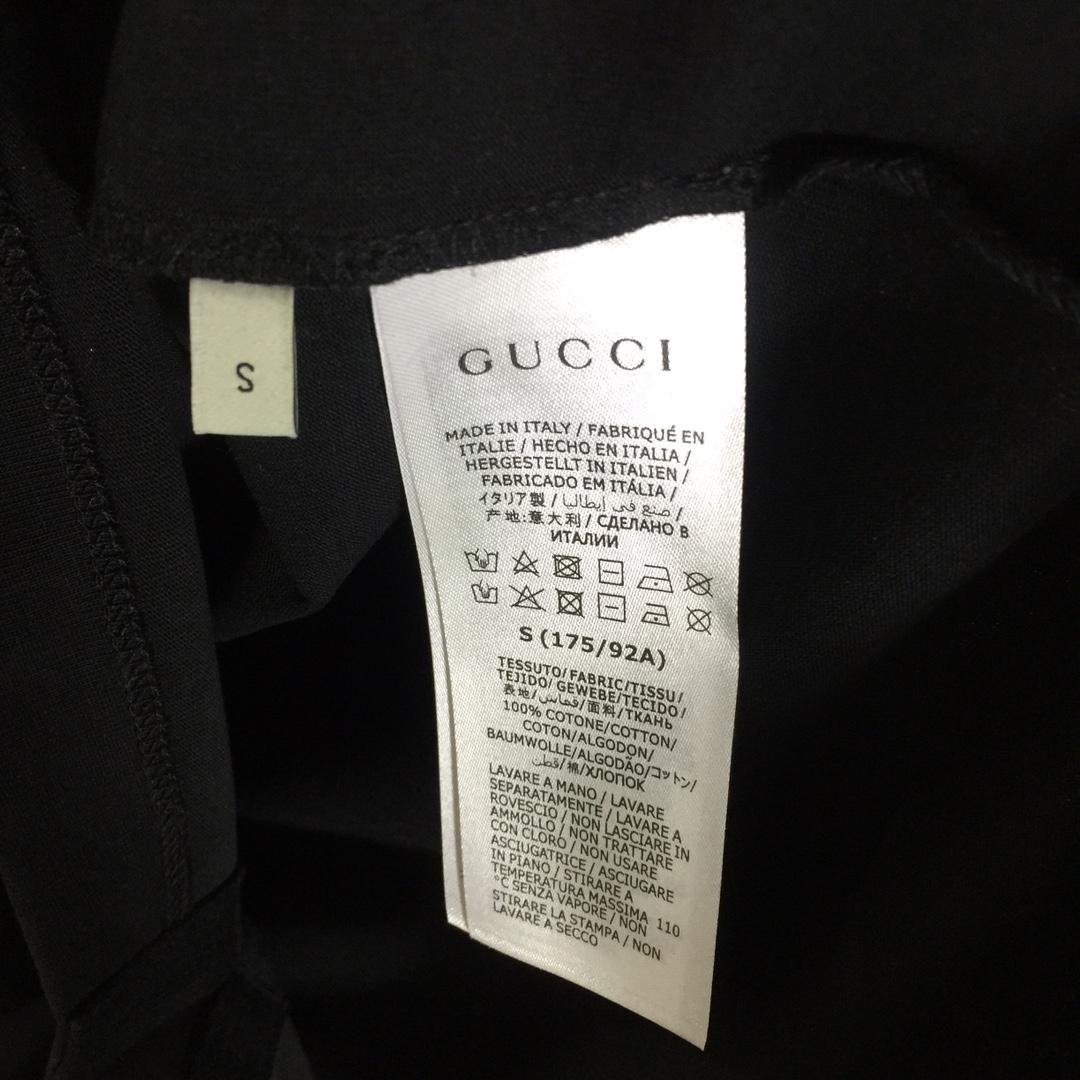 S
GUCCI
MADE IN ITALY / FABRIQUÉ EN
ITALIE / HECHO EN ITALIA /
HERGESTELLT IN ITALIEN /
FABRICADO EM ITÁLIA /
イタリア製 / صنع في إيطاليا /
产地:意大利 / СДЕЛАНО В
ИТАЛИИ
S (175/92A)
TESSUTO/FABRIC/TISSU/
TEJIDO/GEWEBE/TECIDO/
表地/قماش/面料/ТКАНЬ
100% COTONE/COTTON/
COTON/ALGODON/
BAUMWOLLE/ALGODÃO/コットン/
قطن/棉/ХЛОПОК
LAVARE A MANO / LAVARE
SEPARATAMENTE / LAVARE A
ROVESCIO / NON LASCIARE IN
AMMOLLO / NON TRATTARE
CON CLORO / NON USARE
ASCIUGATRICE / ASCIUGARE
IN PIANO / STIRARE A
TEMPERATURA MASSIMA 110
°C SENZA VAPORE / NON
STIRARE LA STAMPA / NON
LAVARE A SECCO